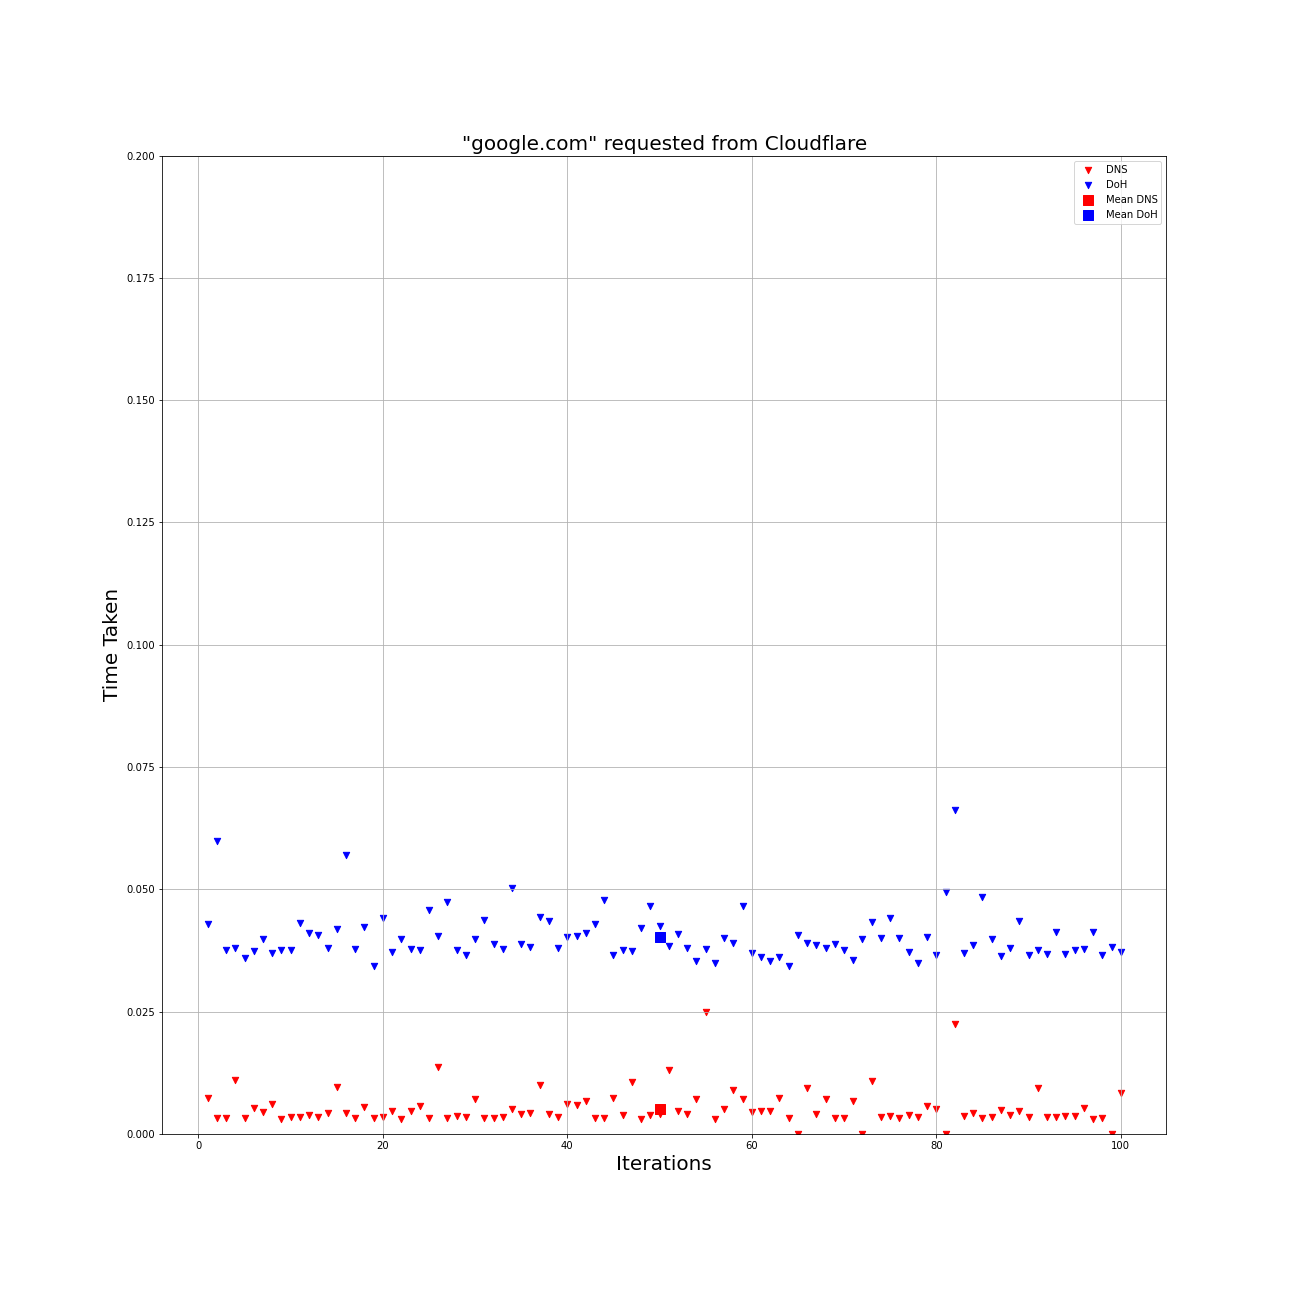 "google.com" requested from Cloudflare
DNS
DoH
Mean DNS
Mean DoH
0.200
0.175
0.150
0.125
0.100
0.075
0.050
0.025
0.000
Time Taken
0 20 40 60 80 100
Iterations